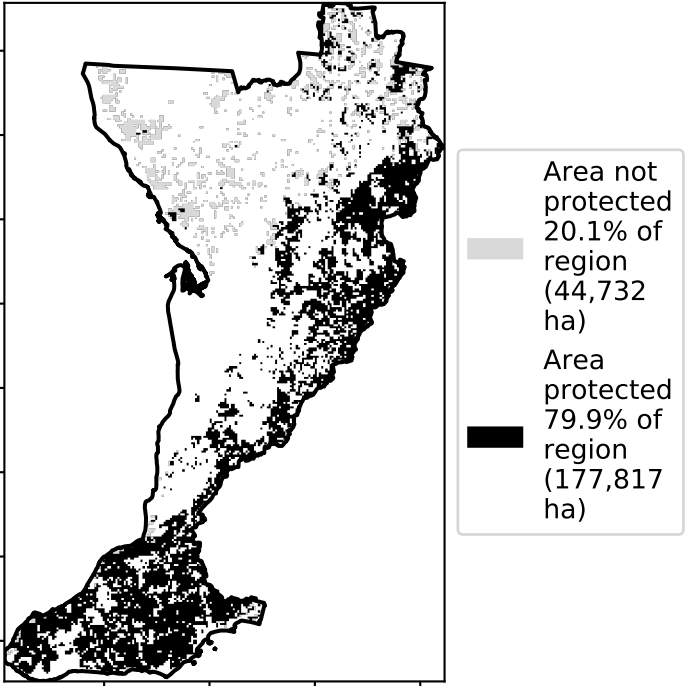 Area not
protected
20.1% of
region
(44,732
ha)
Area
protected
79.9% of
region
(177,817
ha)